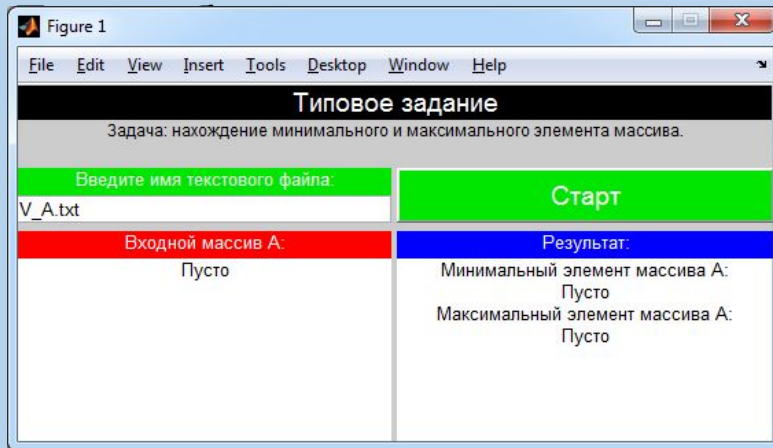 Figure 1
File Edit View Insert Tools Desktop Window Help
Типовое задание
Задача: нахождение минимального и максимального элемента массива.
Введите имя текстового файла:
V_A.txt
Старт
Входной массив А:
Пусто
Результат:
Минимальный элемент массива А:
Пусто
Максимальный элемент массива А:
Пусто